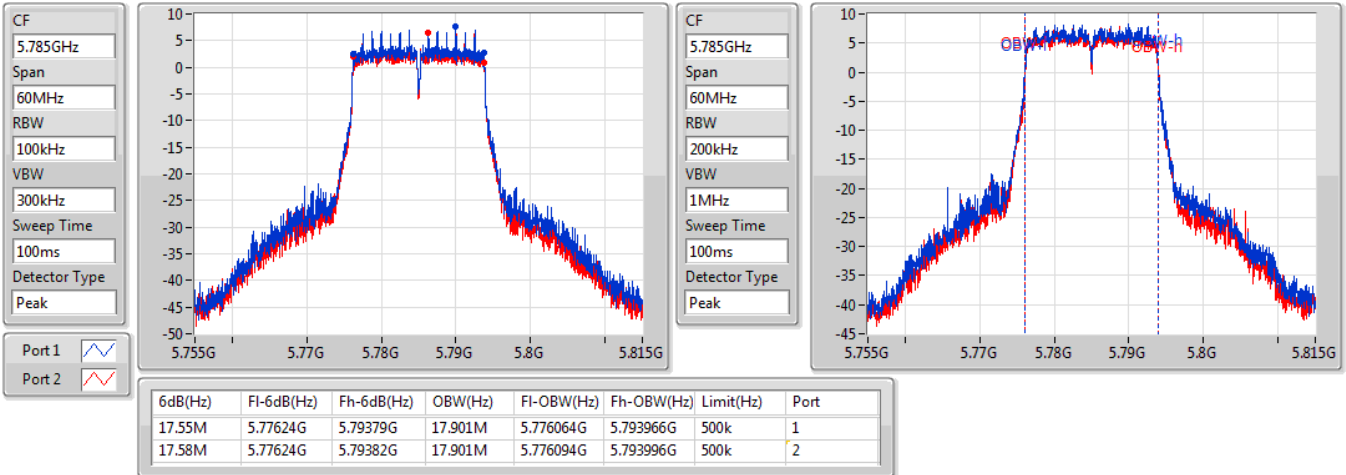 CF
5.785GHz
Span
60MHz
RBW
100kHz
VBW
300kHz
Sweep Time
100ms
Detector Type
Peak
Port 1
Port 2
10
5
0
-5
-10
-15
-20
-25
-30
-35
-40
-45
-50
5.755G 5.77G 5.78G 5.79G 5.8G 5.815G
CF
5.785GHz
Span
60MHz
RBW
200kHz
VBW
1MHz
Sweep Time
100ms
Detector Type
Peak
10
5
0
-5
-10
-15
-20
-25
-30
-35
-40
-45
5.755G 5.77G 5.78G 5.79G 5.8G 5.815G
6dB(Hz) Fl-6dB(Hz) Fh-6dB(Hz) OBW(Hz) Fl-OBW(Hz) Fh-OBW(Hz) Limit(Hz) Port
17.55M 5.77624G 5.79379G 17.901M 5.776064G 5.793966G 500k 1
17.58M 5.77624G 5.79382G 17.901M 5.776094G 5.793996G 500k 2